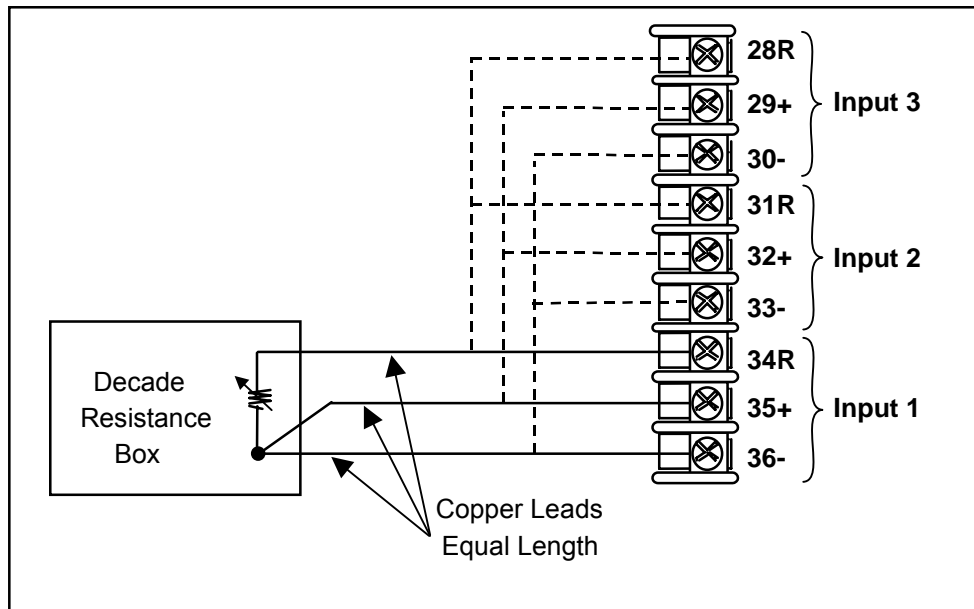 28R
29+
Input 3
30-
31R
32+
Input 2
33-
34R
35+
Input 1
36-
Decade
Resistance
Box
Copper Leads
Equal Length